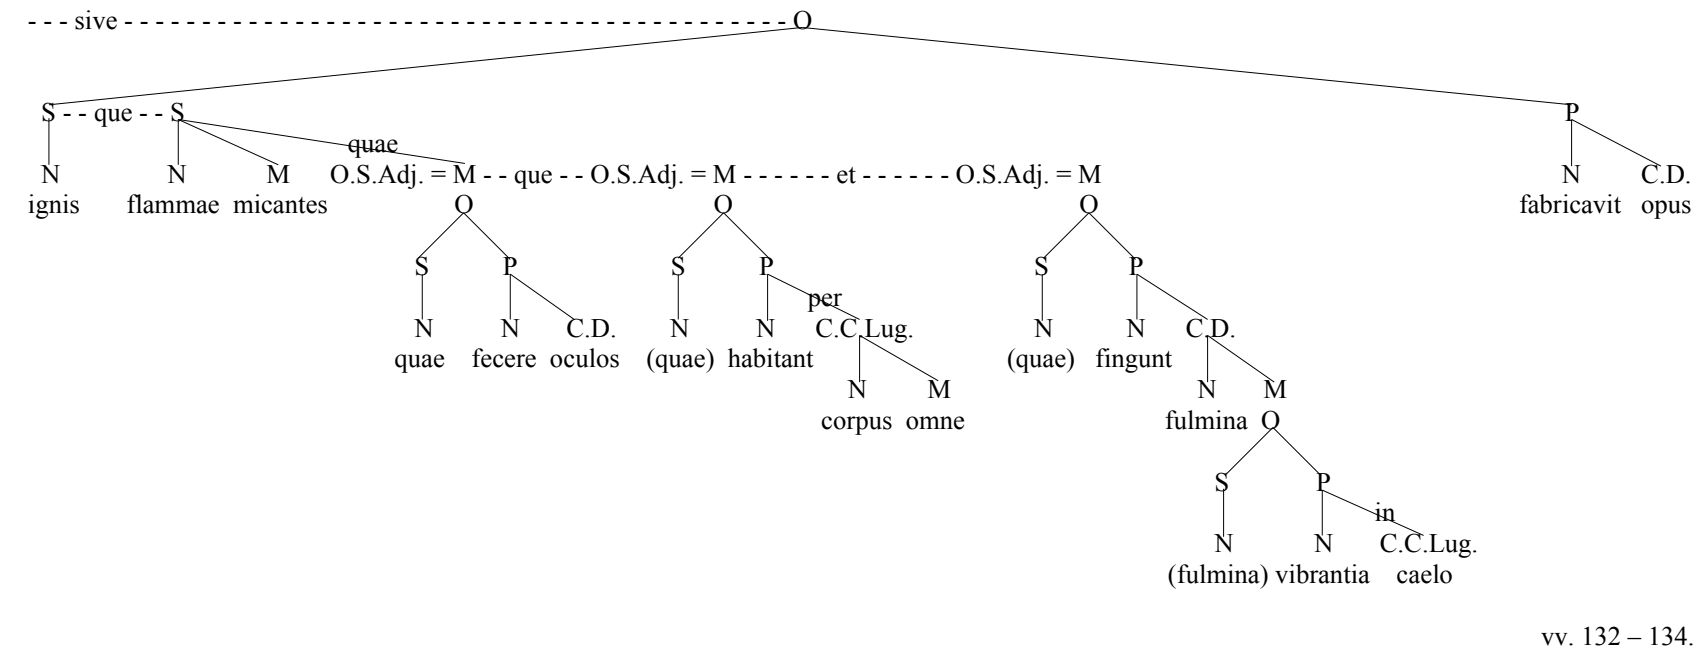 - - - sive - - - - - - - - - - - - - - - - - - - - - - - - - - - - - - - - - - - - - - - - - - - O
S - - que - - S P
quae
N N M O.S.Adj. = M - - que - - O.S.Adj. = M - - - - - - et - - - - - - O.S.Adj. = M N C.D.
ignis flammae micantes O O O fabricavit opus
S P S P S P
per
N N C.D. N N C.C.Lug. N N C.D.
quae fecere oculos (quae) habitant (quae) fingunt
N M N M
corpus omne fulmina O
S P
in
N N C.C.Lug.
(fulmina) vibrantia caelo
vv. 132 – 134.